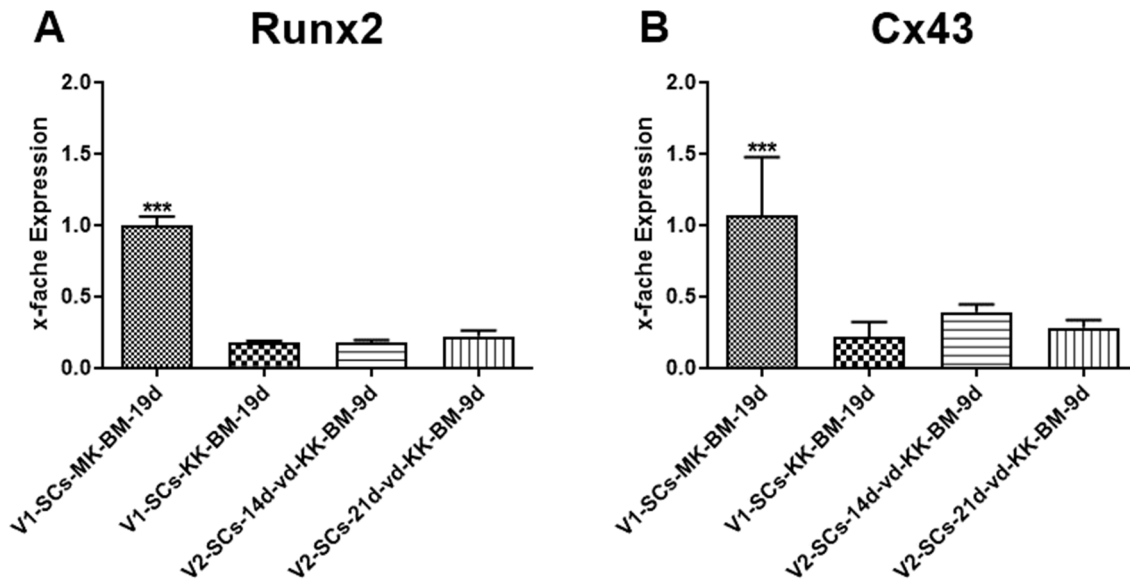 A Runx2
x-fache Expression
2.0
1.5
1.0
0.5
0.0
***
V1-SCs-MK-BM-19d
V1-SCs-KK-BM-19d
V2-SCs-14d-vd-KK-BM-9d
V2-SCs-21d-vd-KK-BM-9d
B Cx43
x-fache Expression
2.0
1.5
1.0
0.5
0.0
***
V1-SCs-MK-BM-19d
V1-SCs-KK-BM-19d
V2-SCs-14d-vd-KK-BM-9d
V2-SCs-21d-vd-KK-BM-9d